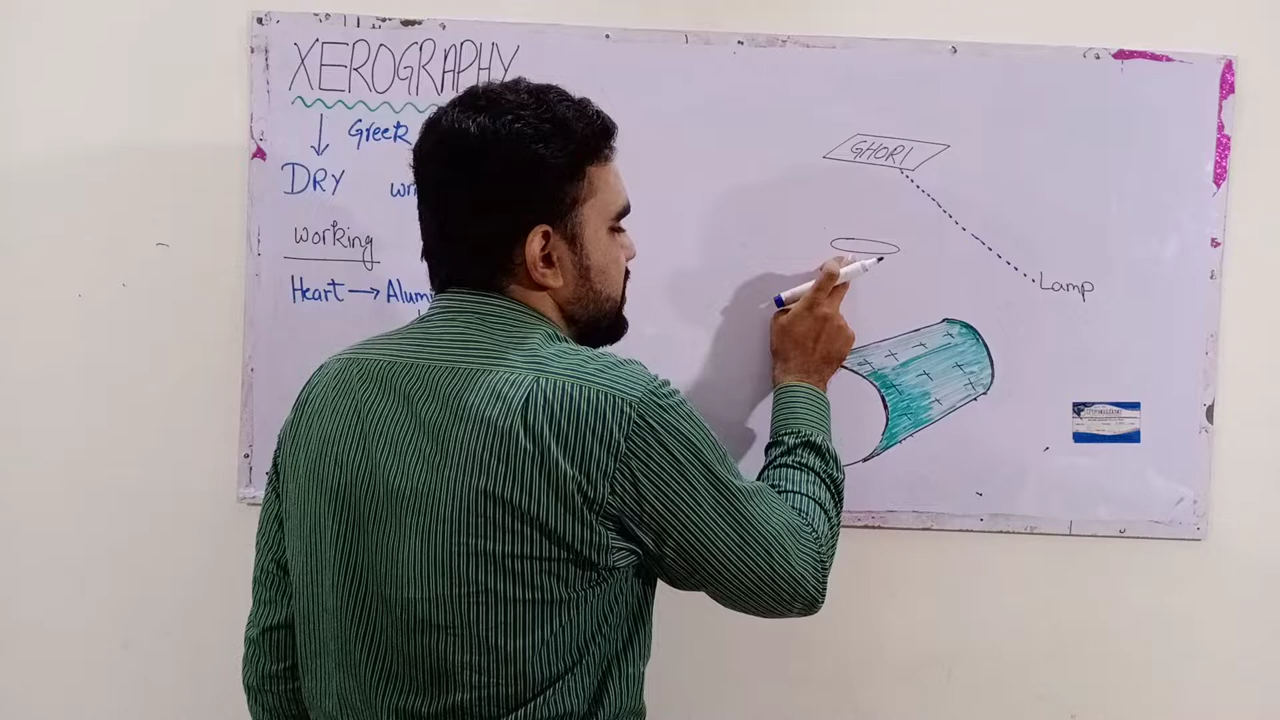 XEROGRAPHY
Greek
DRY
working
Heart → Alum
GHORI
Lamp